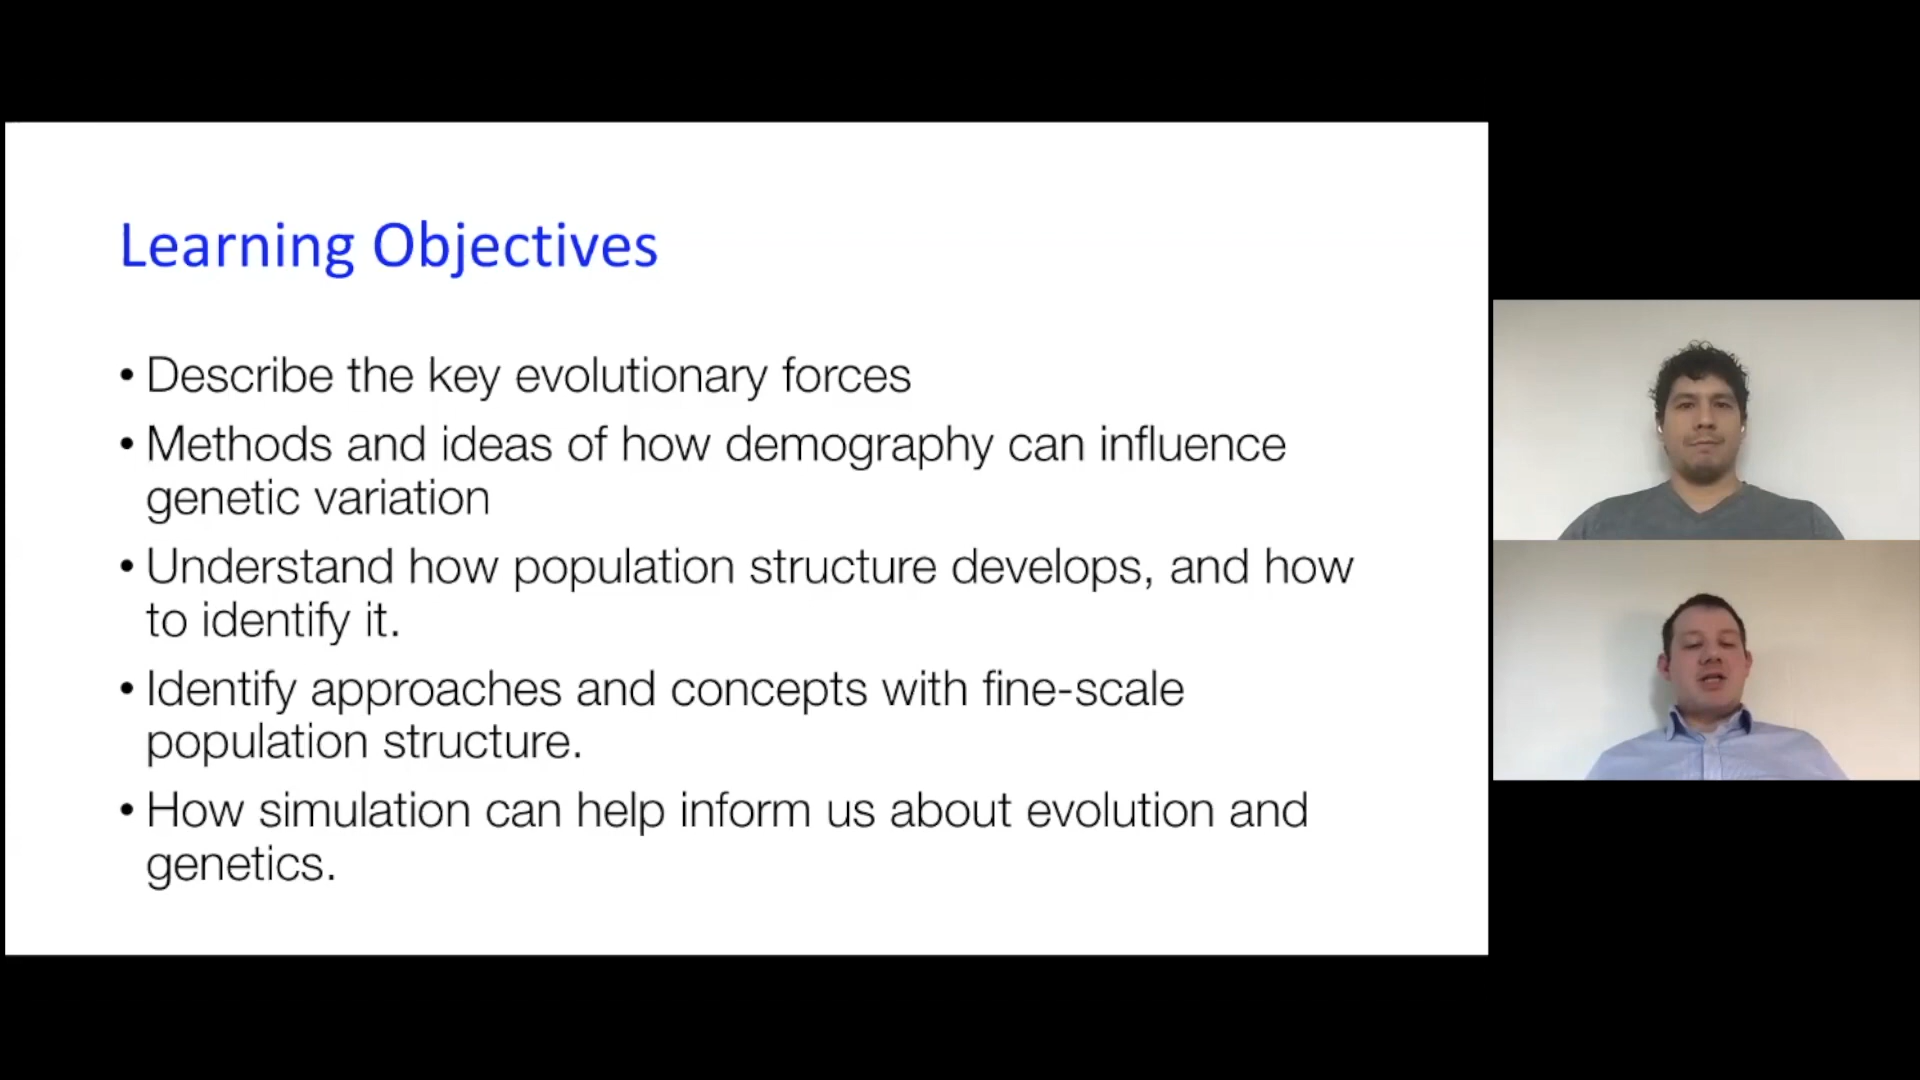 Learning Objectives
• Describe the key evolutionary forces
• Methods and ideas of how demography can influence
genetic variation
• Understand how population structure develops, and how
to identify it.
• Identify approaches and concepts with fine-scale
population structure.
• How simulation can help inform us about evolution and
genetics.